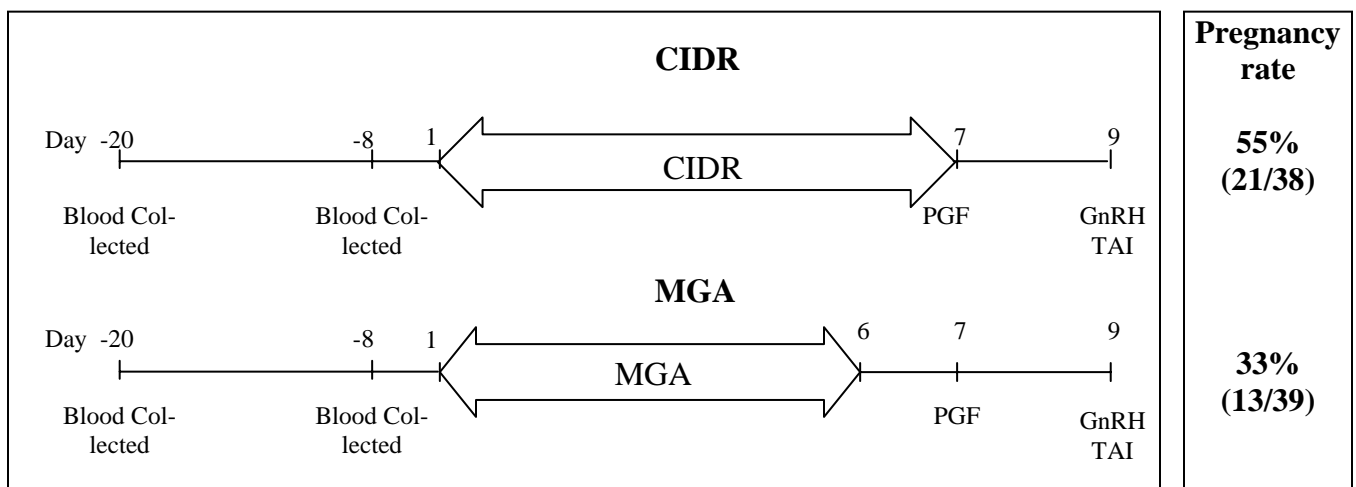 CIDR
Day -20 -8 1 7 9
CIDR
Blood Col- Blood Col- PGF GnRH
lected lected TAI
MGA
Day -20 -8 1 6 7 9
MGA
Blood Col- Blood Col- PGF GnRH
lected lected TAI
Pregnancy
rate
55%
(21/38)
33%
(13/39)